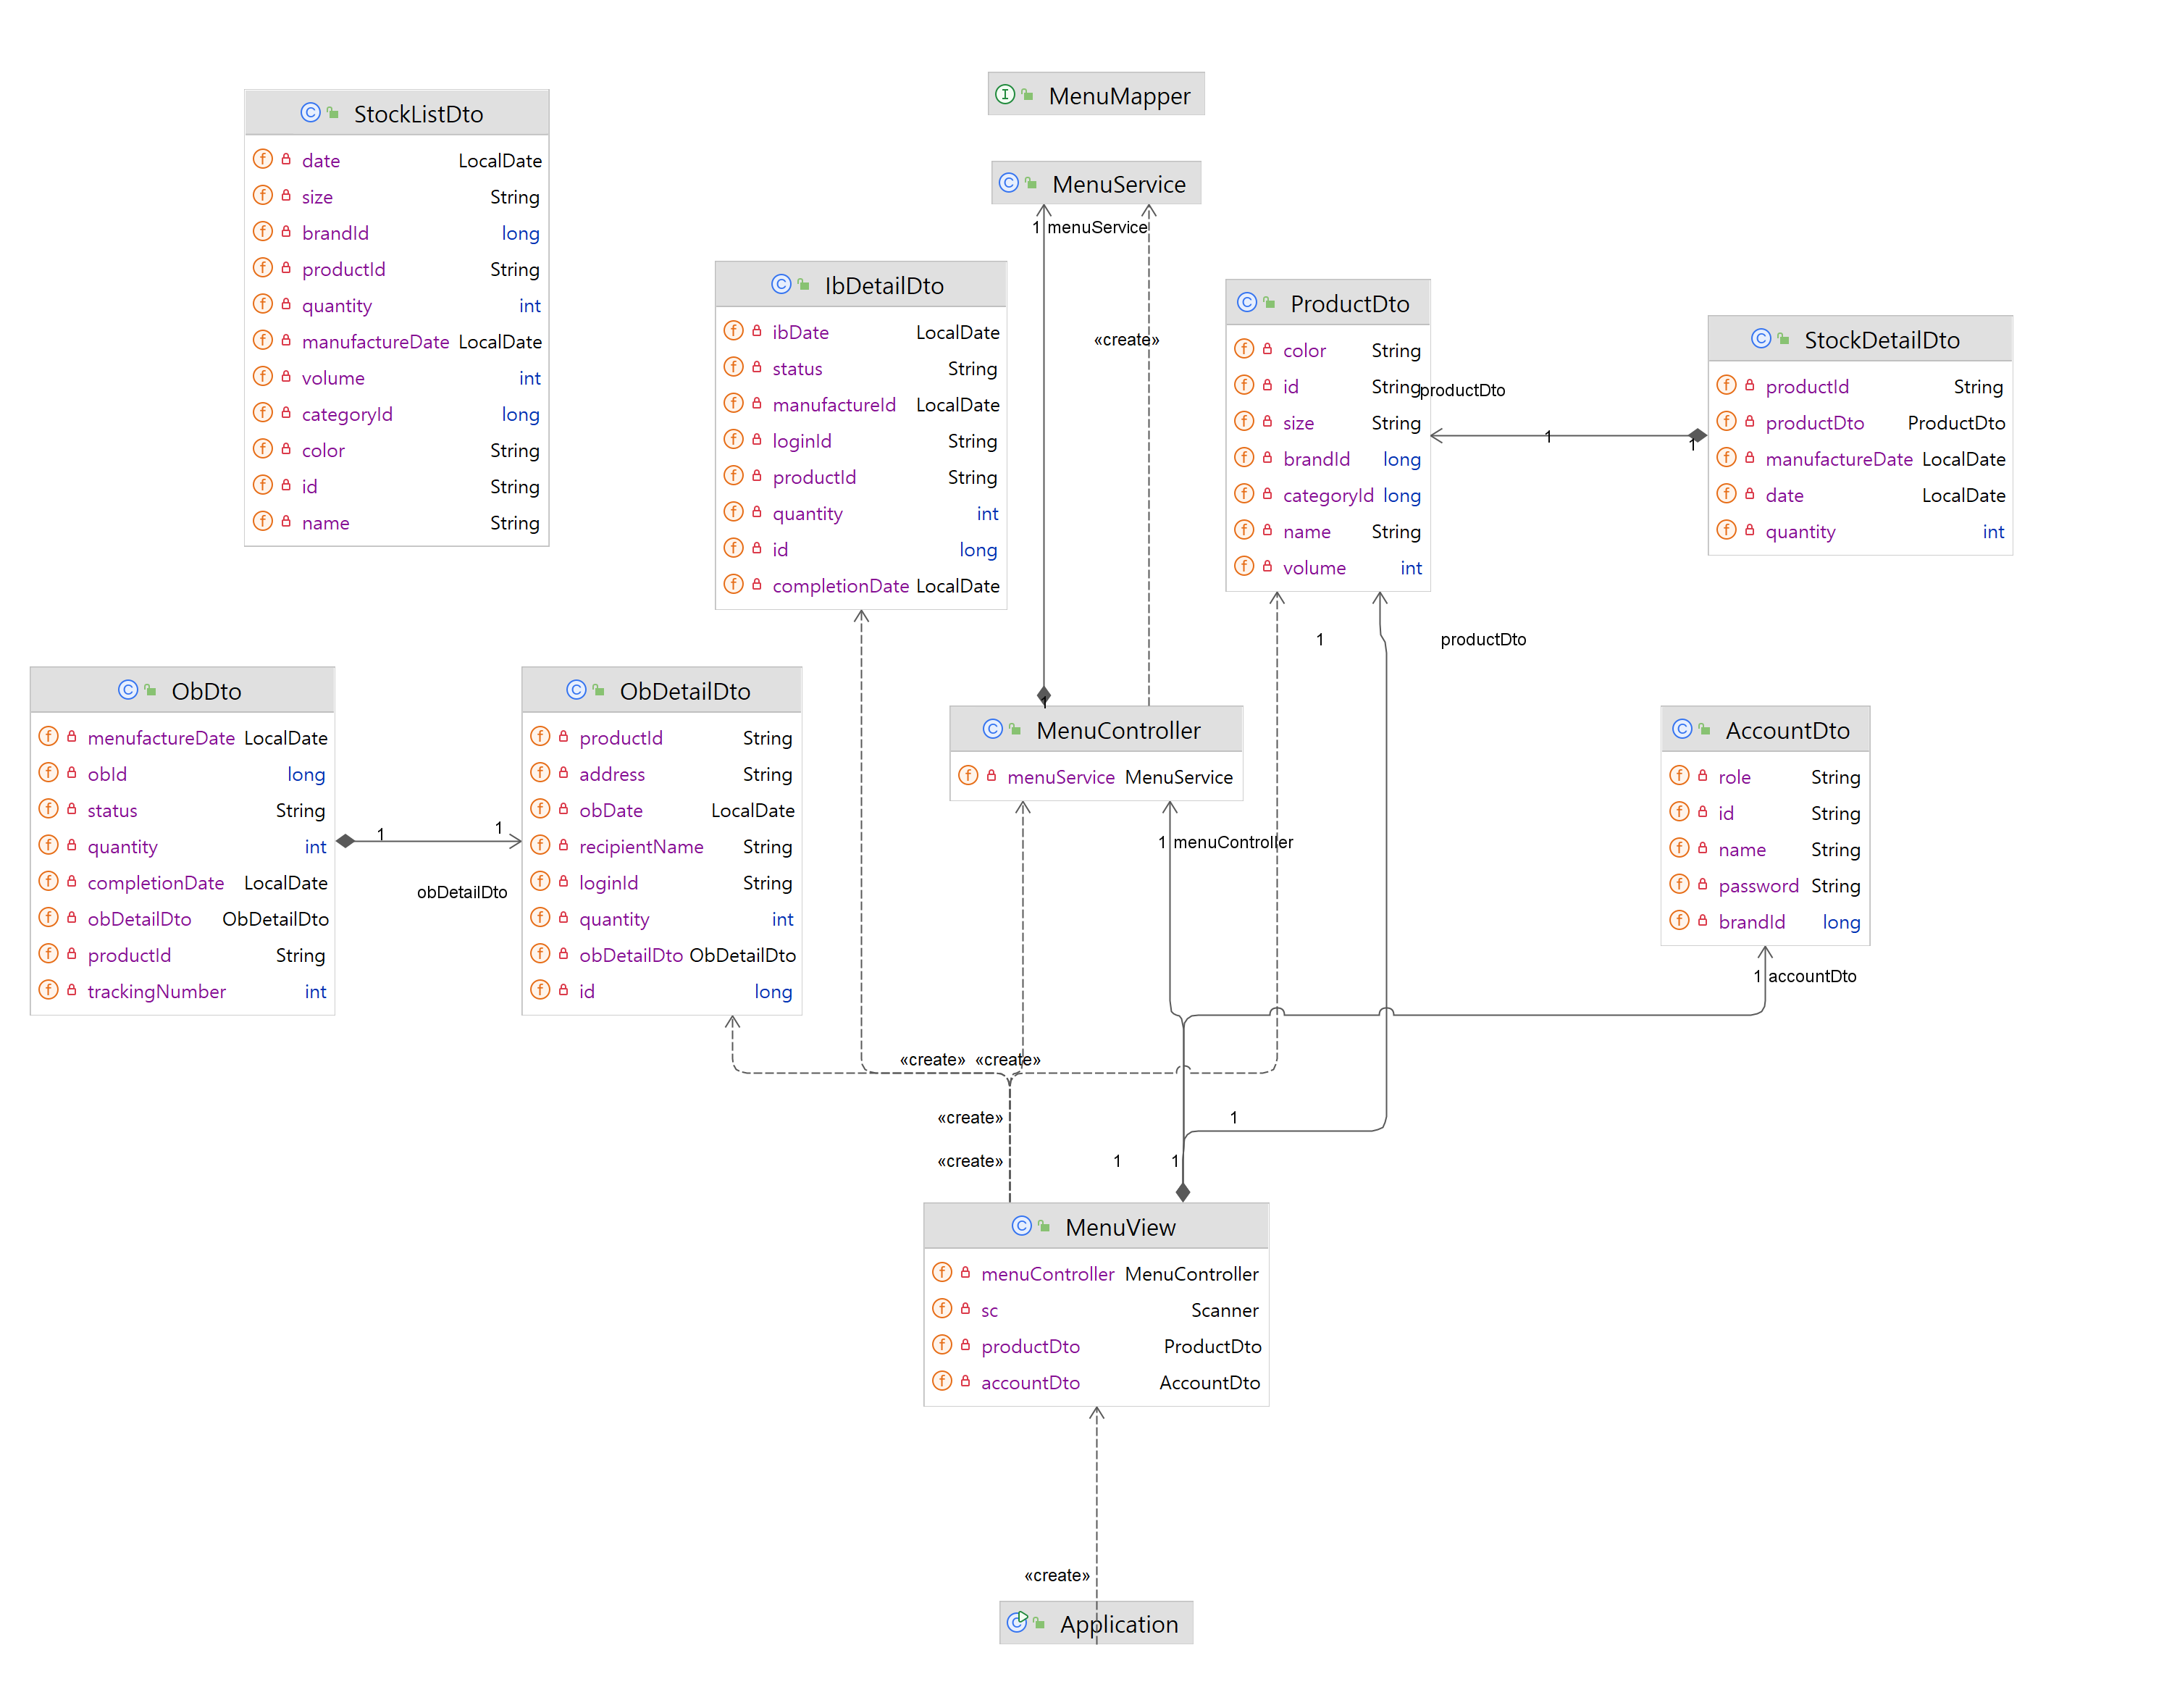 MenuMapper
StockListDto
date LocalDate
size String
brandId long
productId String
quantity int
manufactureDate LocalDate
volume int
categoryId long
color String
id String
name String
MenuService
1 menuService
«create»
IbDetailDto
ibDate LocalDate
status String
manufactureId LocalDate
loginId String
productId String
quantity int
id long
completionDate LocalDate
ProductDto
color String
id String
size String
brandId long
categoryId long
name String
volume int
productDto
1
1
StockDetailDto
productId String
productDto ProductDto
manufactureDate LocalDate
date LocalDate
quantity int
1
productDto
ObDto
menufactureDate LocalDate
obId long
status String
quantity int
completionDate LocalDate
obDetailDto ObDetailDto
productId String
trackingNumber int
1
1
obDetailDto
ObDetailDto
productId String
address String
obDate LocalDate
recipientName String
loginId String
quantity int
obDetailDto ObDetailDto
id long
1
MenuController
menuService MenuService
1 menuController
AccountDto
role String
id String
name String
password String
brandId long
1 accountDto
«create» «create»
«create»
1
«create»
1
1
MenuView
menuController MenuController
sc Scanner
productDto ProductDto
accountDto AccountDto
«create»
Application